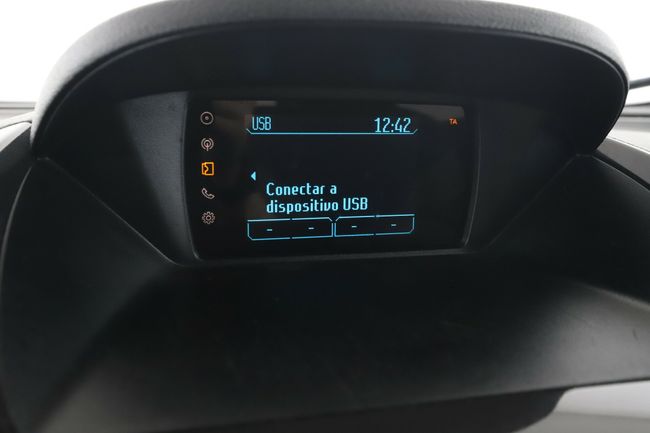 USB 12:42 TA
Conectar a
dispositivo USB
- - - -